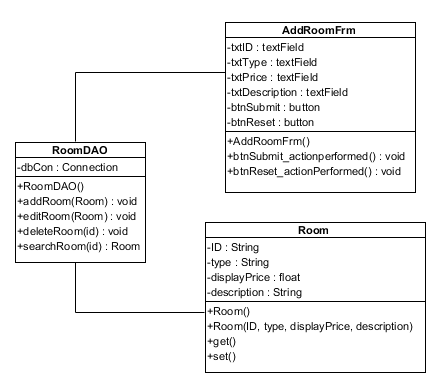 AddRoomFrm
-txtID : textField
-txtType : textField
-txtPrice : textField
-txtDescription : textField
-btnSubmit : button
-btnReset : button
+AddRoomFrm()
+btnSubmit_actionperformed() : void
+btnReset_actionPerformed() : void
RoomDAO
-dbCon : Connection
+RoomDAO()
+addRoom(Room) : void
+editRoom(Room) : void
+deleteRoom(id) : void
+searchRoom(id) : Room
Room
-ID : String
-type : String
-displayPrice : float
-description : String
+Room()
+Room(ID, type, displayPrice, description)
+get()
+set()